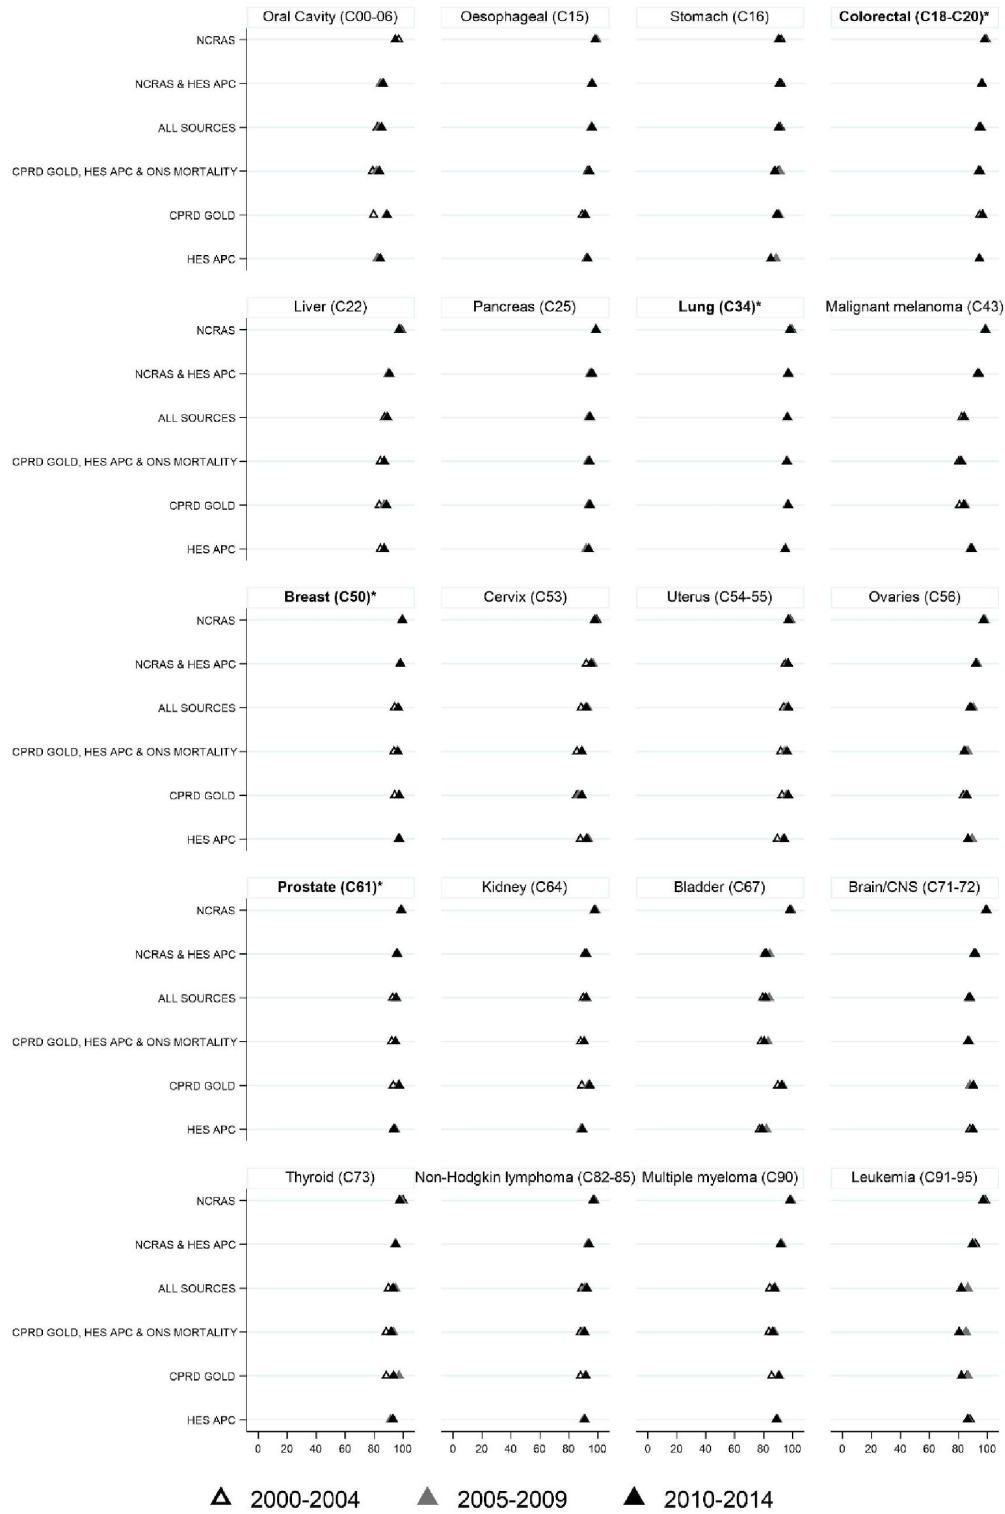 Oral Cavity (C00-06) Oesophageal (C15) Stomach (C16) Colorectal (C18-C20)*
NCRAS
NCRAS & HES APC
ALL SOURCES
CPRD GOLD, HES APC & ONS MORTALITY
CPRD GOLD
HES APC
Liver (C22) Pancreas (C25) Lung (C34)* Malignant melanoma (C43)
NCRAS
NCRAS & HES APC
ALL SOURCES
CPRD GOLD, HES APC & ONS MORTALITY
CPRD GOLD
HES APC
Breast (C50)* Cervix (C53) Uterus (C54-55) Ovaries (C56)
NCRAS
NCRAS & HES APC
ALL SOURCES
CPRD GOLD, HES APC & ONS MORTALITY
CPRD GOLD
HES APC
Prostate (C61)* Kidney (C64) Bladder (C67) Brain/CNS (C71-72)
NCRAS
NCRAS & HES APC
ALL SOURCES
CPRD GOLD, HES APC & ONS MORTALITY
CPRD GOLD
HES APC
Thyroid (C73) Non-Hodgkin lymphoma (C82-85) Multiple myeloma (C90) Leukemia (C91-95)
NCRAS
NCRAS & HES APC
ALL SOURCES
CPRD GOLD, HES APC & ONS MORTALITY
CPRD GOLD
HES APC
0 20 40 60 80 100 0 20 40 60 80 100 0 20 40 60 80 100 0 20 40 60 80 100
2000-2004 2005-2009 2010-2014